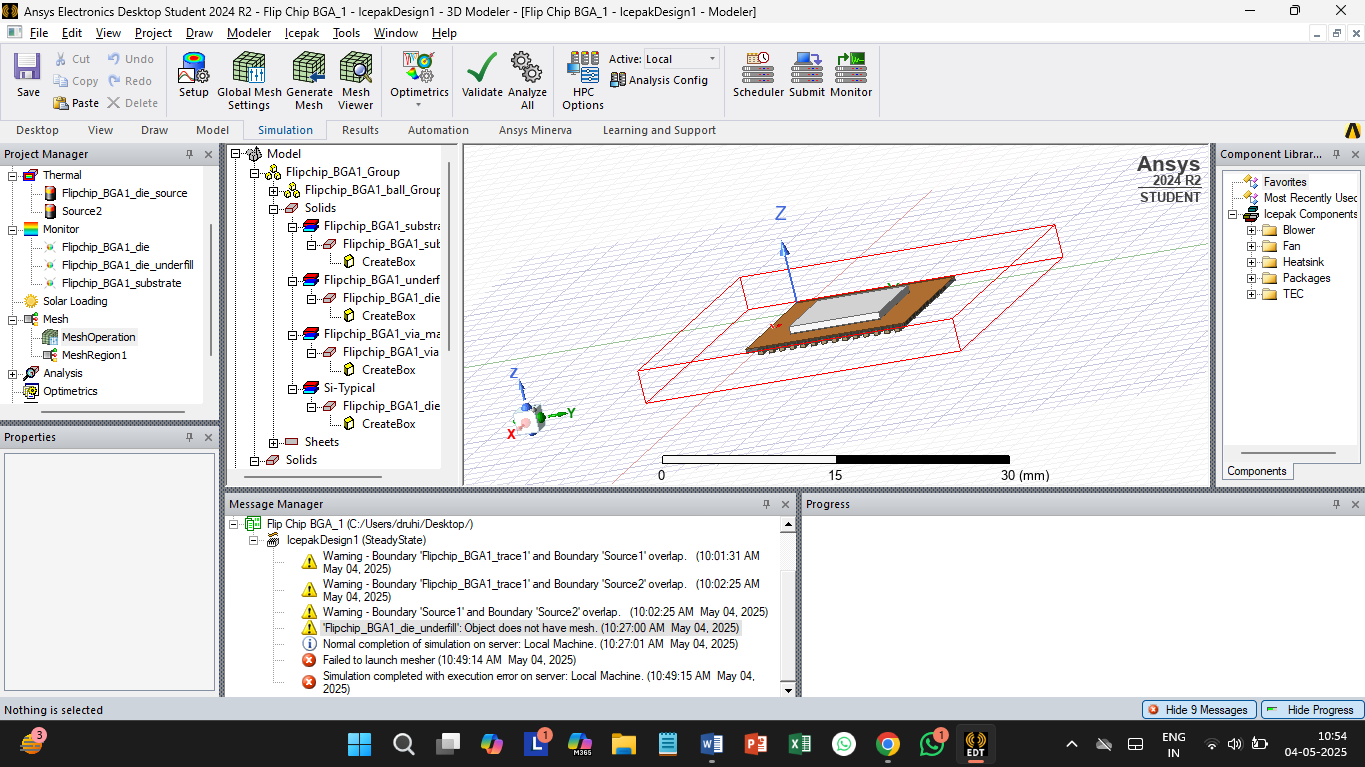 Ansys Electronics Desktop Student 2024 R2 - Flip Chip BGA_1 - IcepakDesign1 - 3D Modeler - [Flip Chip BGA_1 - IcepakDesign1 - Modeler]
File Edit View Project Draw Modeler Icepak Tools Window Help
Save
Cut
Copy
Paste
Undo
Redo
Delete
Setup
Global Mesh Settings
Generate Mesh
Mesh Viewer
Optimetrics
Validate
Analyze All
HPC Options
Active: Local
Analysis Config
Scheduler
Submit
Monitor
Desktop View Draw Model Simulation Results Automation Ansys Minerva Learning and Support
Project Manager
Thermal
Flipchip_BGA1_die_source
Source2
Monitor
Flipchip_BGA1_die
Flipchip_BGA1_die_underfill
Flipchip_BGA1_substrate
Solar Loading
Mesh
MeshOperation
MeshRegion1
Analysis
Optimetrics
Properties
Model
Flipchip_BGA1_Group
Flipchip_BGA1_ball_Group
Solids
Flipchip_BGA1_substra
Flipchip_BGA1_sub
CreateBox
Flipchip_BGA1_underf
Flipchip_BGA1_die
CreateBox
Flipchip_BGA1_via_ma
Flipchip_BGA1_via
CreateBox
Si-Typical
Flipchip_BGA1_die
CreateBox
Sheets
Solids
Ansys
2024 R2
STUDENT
Z
Z
Y
X
0 15 30 (mm)
Component Librar...
Favorites
Most Recently Used
Icepak Components
Blower
Fan
Heatsink
Packages
TEC
Components
Message Manager
Flip Chip BGA_1 (C:/Users/druhi/Desktop/)
IcepakDesign1 (SteadyState)
Warning - Boundary 'Flipchip_BGA1_trace1' and Boundary 'Source1' overlap. (10:01:31 AM
May 04, 2025)
Warning - Boundary 'Flipchip_BGA1_trace1' and Boundary 'Source2' overlap. (10:02:25 AM
May 04, 2025)
Warning - Boundary 'Source1' and Boundary 'Source2' overlap. (10:02:25 AM May 04, 2025)
'Flipchip_BGA1_die_underfill': Object does not have mesh. (10:27:00 AM May 04, 2025)
Normal completion of simulation on server: Local Machine. (10:27:01 AM May 04, 2025)
Failed to launch mesher (10:49:14 AM May 04, 2025)
Simulation completed with execution error on server: Local Machine. (10:49:15 AM May 04,
2025)
Progress
Nothing is selected
Hide 9 Messages
Hide Progress
3
L
1
M365
W
P
X
1
EDT
ENG
IN
10:54
04-05-2025